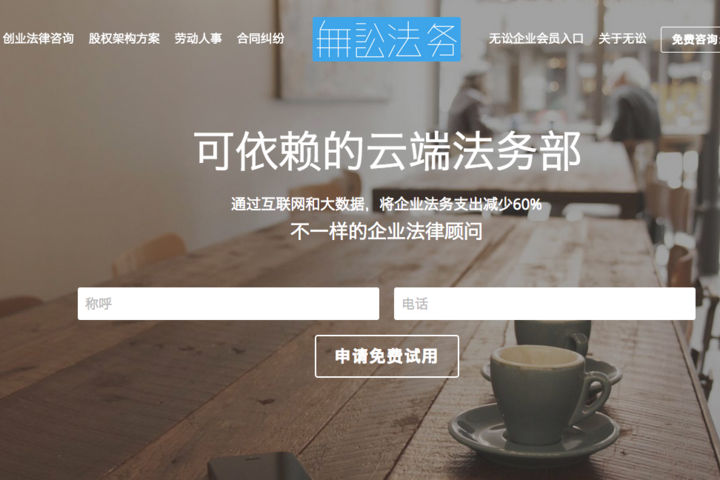 创业法律咨询 股权架构方案 劳动人事 合同纠纷 無訟法务 无讼企业会员入口 关于无讼 免费咨询
可依赖的云端法务部
通过互联网和大数据，将企业法务支出减少60%
不一样的企业法律顾问
称呼 电话
申请免费试用